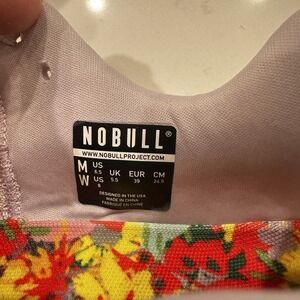 NOBULL®
WWW.NOBULLPROJECT.COM
M US 6.5 UK 5.5 EUR 39 CM 24.5
W US 8
DESIGNED IN THE USA
MADE IN CHINA
FABRIQUÉ EN CHINE